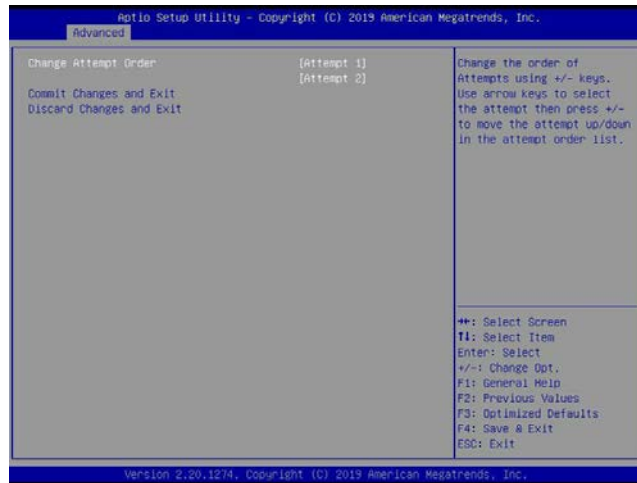 Aptio Setup Utility – Copyright (C) 2019 American Megatrends, Inc.
Advanced
Change Attempt Order [Attempt 1]
[Attempt 2]
Commit Changes and Exit
Discard Changes and Exit
Change the order of
Attempts using +/- keys.
Use arrow keys to select
the attempt then press +/-
to move the attempt up/down
in the attempt order list.
→←: Select Screen
↑↓: Select Item
Enter: Select
+/-: Change Opt.
F1: General Help
F2: Previous Values
F3: Optimized Defaults
F4: Save & Exit
ESC: Exit
Version 2.20.1274. Copyright (C) 2019 American Megatrends, Inc.